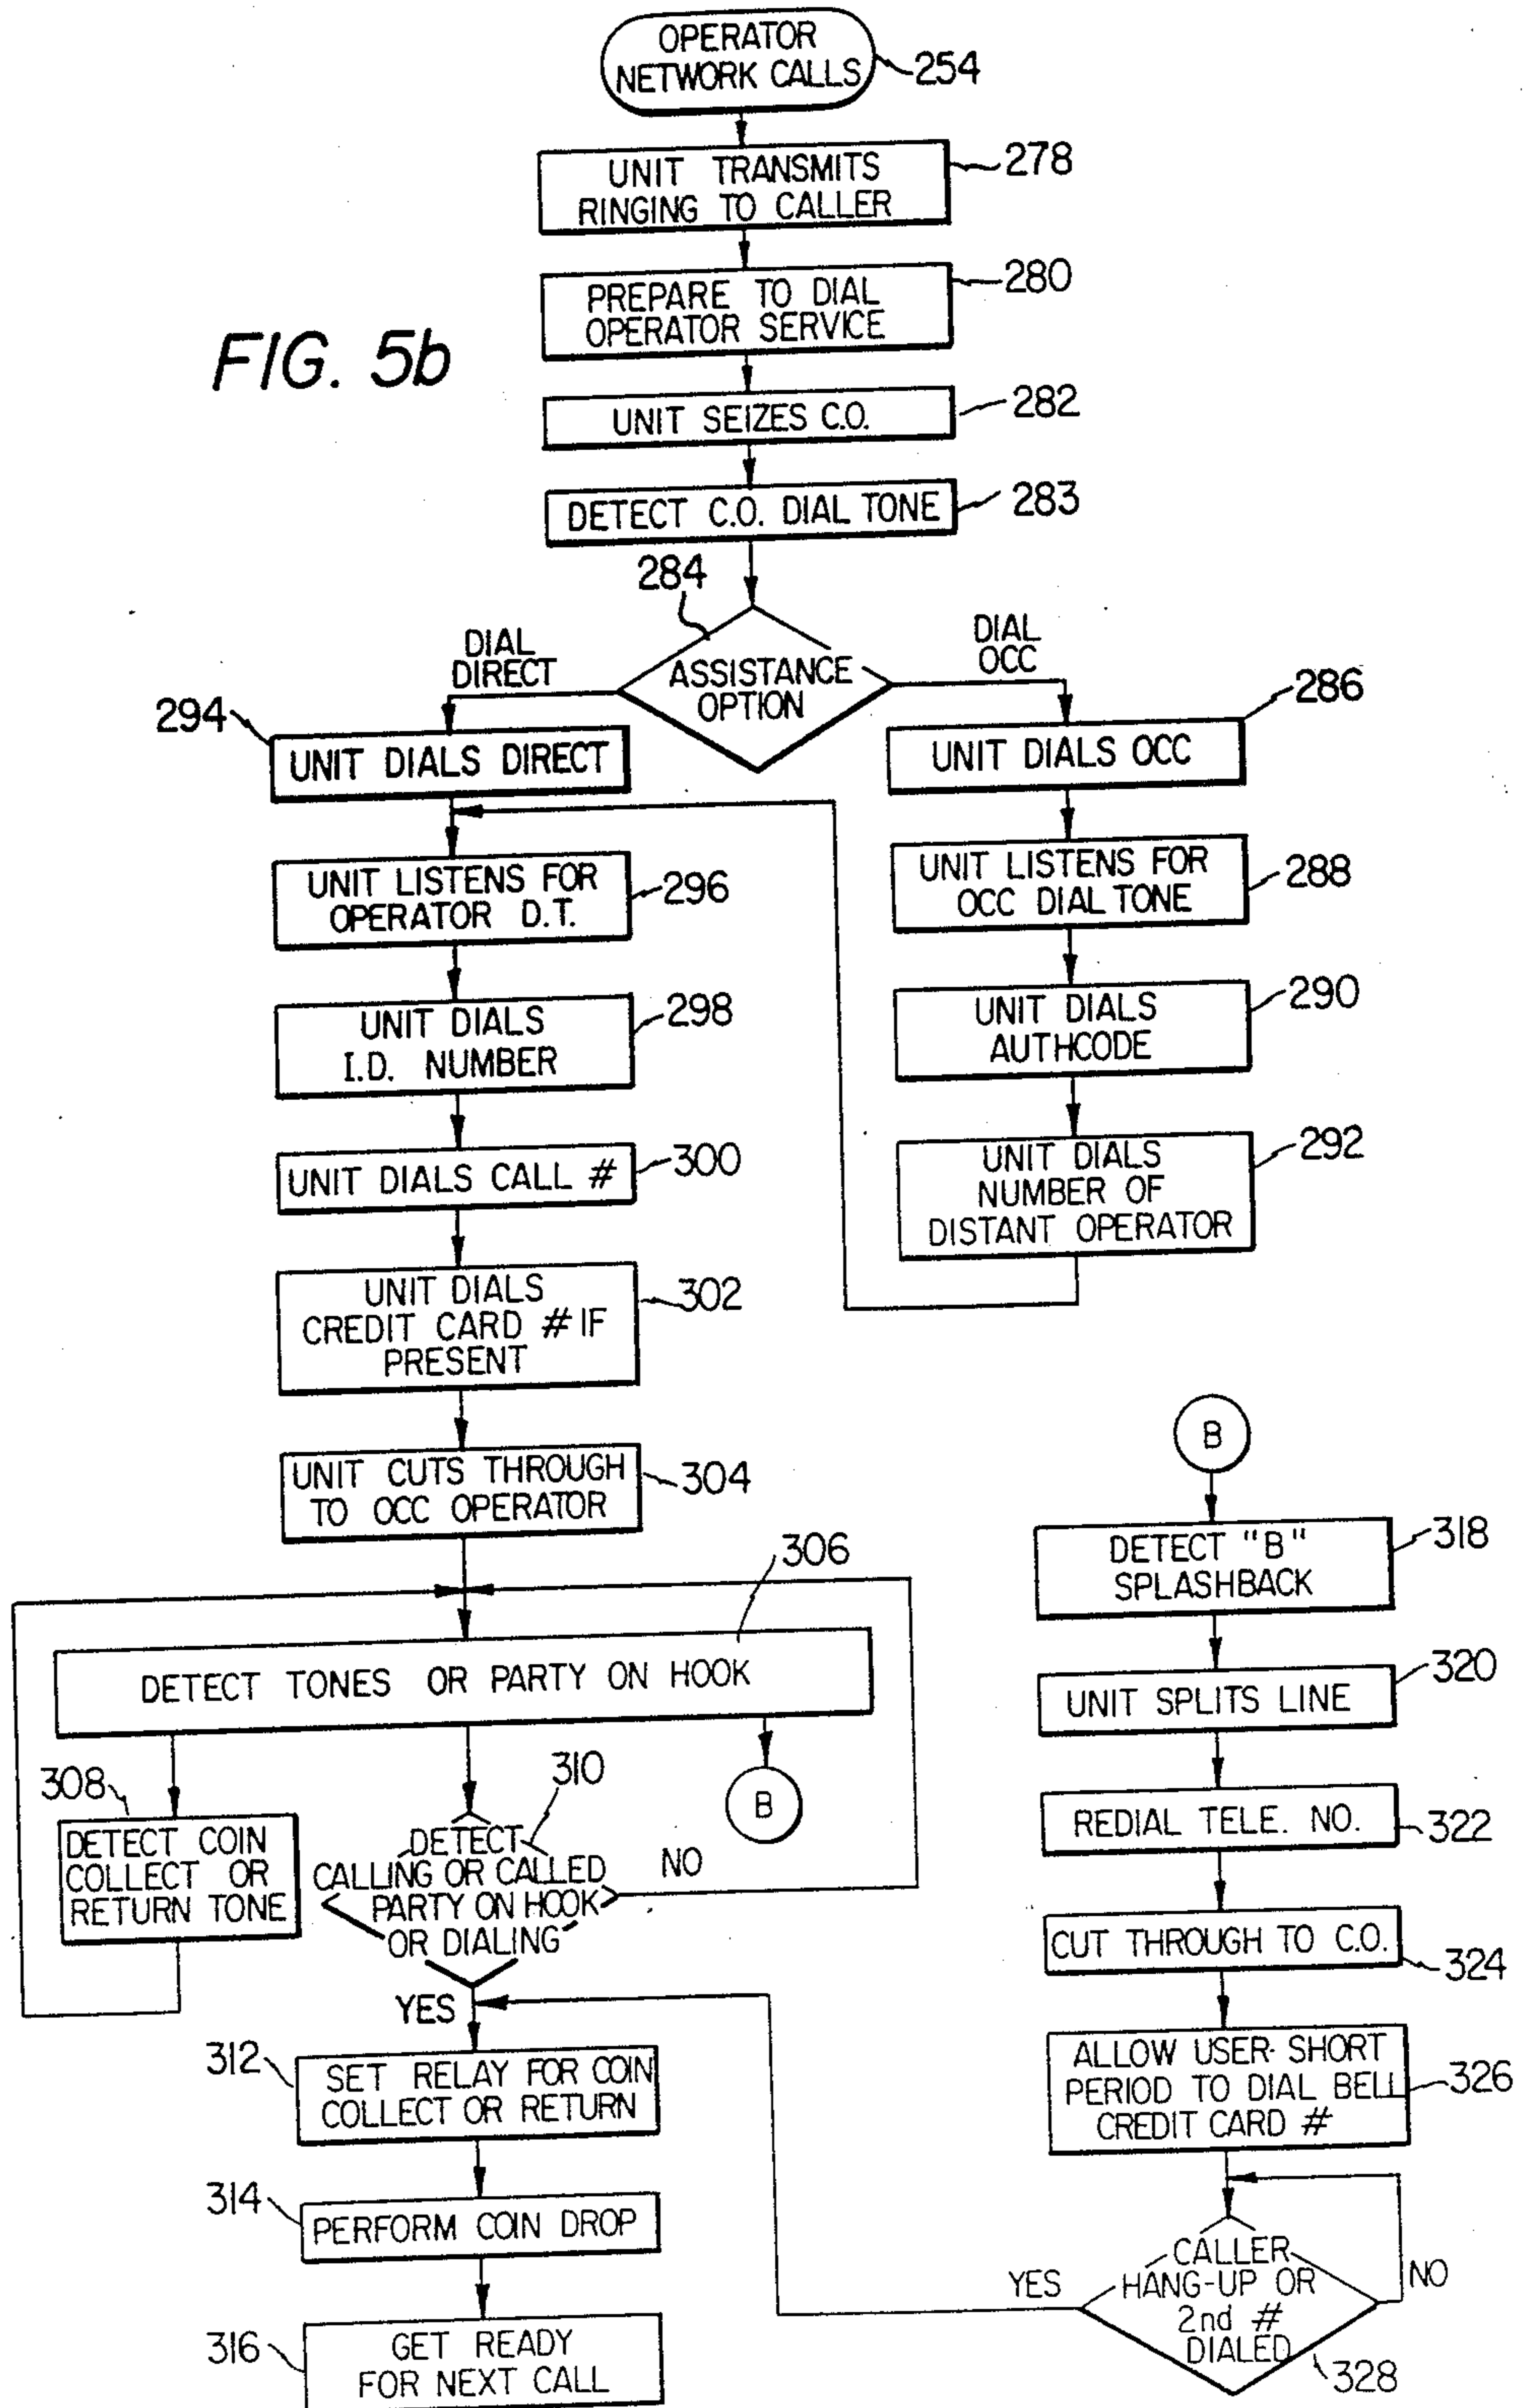 OPERATOR
NETWORK CALLS
254
UNIT TRANSMITS
RINGING TO CALLER
278
PREPARE TO DIAL
OPERATOR SERVICE
280
FIG. 5b
UNIT SEIZES C.O.
282
DETECT C.O. DIAL TONE
283
284
ASSISTANCE
OPTION
DIAL
DIRECT
DIAL
OCC
294
UNIT DIALS DIRECT
286
UNIT DIALS OCC
UNIT LISTENS FOR
OPERATOR D.T.
296
UNIT LISTENS FOR
OCC DIAL TONE
288
UNIT DIALS
I.D. NUMBER
298
UNIT DIALS
AUTHCODE
290
UNIT DIALS CALL #
300
UNIT DIALS
NUMBER OF
DISTANT OPERATOR
292
UNIT DIALS
CREDIT CARD # IF
PRESENT
302
UNIT CUTS THROUGH
TO OCC OPERATOR
304
306
DETECT TONES OR PARTY ON HOOK
308
DETECT COIN
COLLECT OR
RETURN TONE
310
DETECT
CALLING OR CALLED
PARTY ON HOOK
OR DIALING
NO
YES
B
312
SET RELAY FOR COIN
COLLECT OR RETURN
314
PERFORM COIN DROP
316
GET READY
FOR NEXT CALL
B
DETECT "B"
SPLASHBACK
318
UNIT SPLITS LINE
320
REDIAL TELE. NO.
322
CUT THROUGH TO C.O.
324
ALLOW USER-SHORT
PERIOD TO DIAL BELL
CREDIT CARD #
326
CALLER
HANG-UP OR
2nd #
DIALED
328
YES
NO